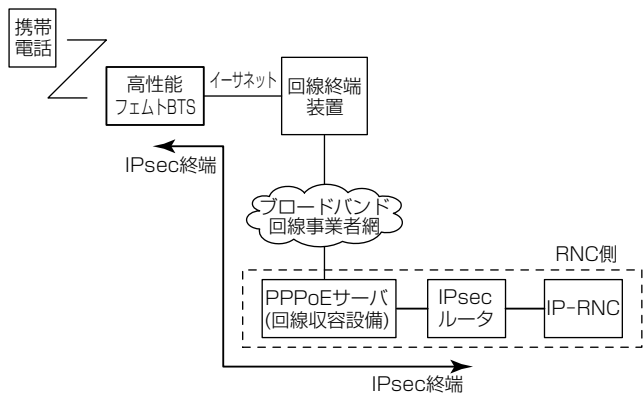 携帯
電話
高性能
フェムトBTS
イーサネット
回線終端
装置
IPsec終端
ブロードバンド
回線事業者網
RNC側
PPPoEサーバ
(回線収容設備)
IPsec
ルータ
IP-RNC
IPsec終端